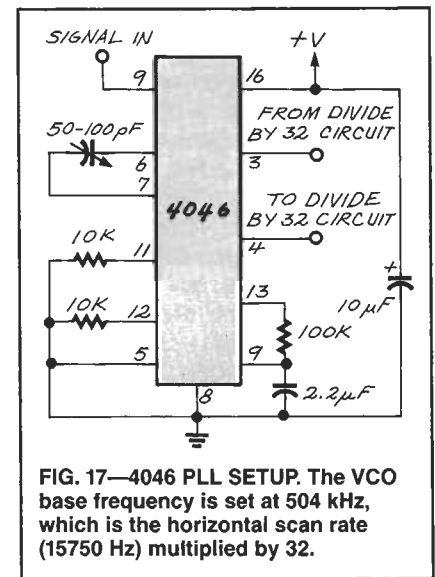 SIGNAL IN
+V
9
16
50-100pF
FROM DIVIDE
BY 32 CIRCUIT
6
3
7
4046
TO DIVIDE
BY 32 CIRCUIT
4
10K
11
13
+
10µF
10K
12
100K
5
9
8
2.2µF
FIG. 17—4046 PLL SETUP. The VCO
base frequency is set at 504 kHz,
which is the horizontal scan rate
(15750 Hz) multiplied by 32.